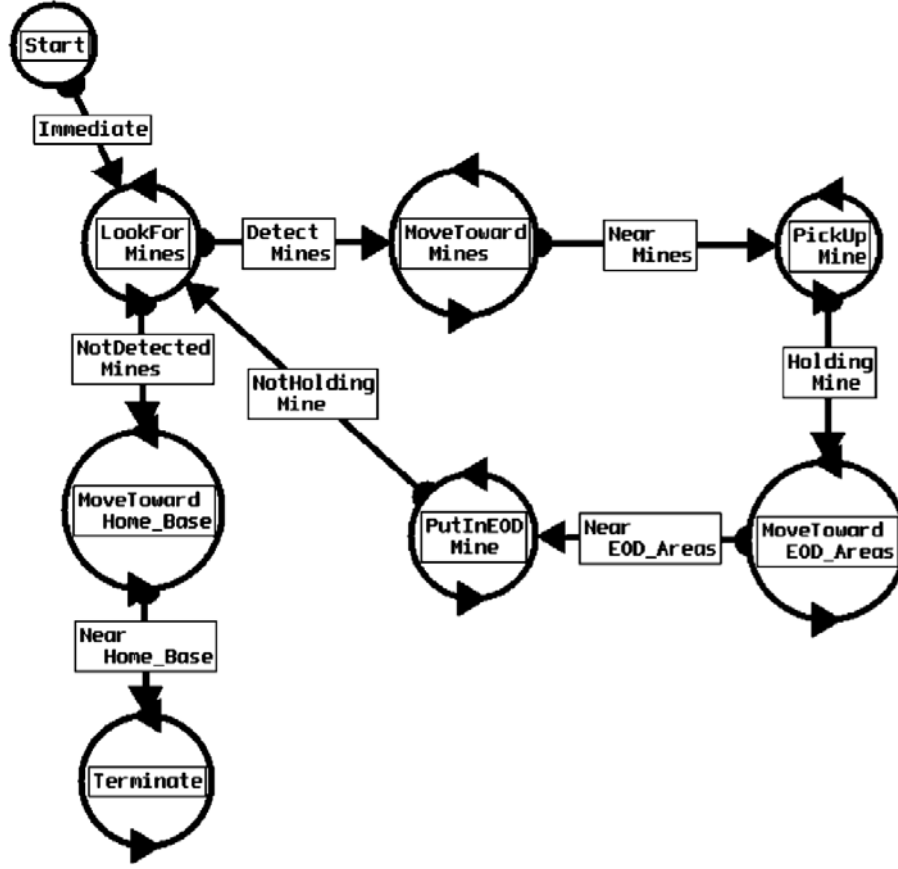 Start
Immediate
LookFor
Mines
Detect
Mines
MoveToward
Mines
Near
Mines
PickUp
Mine
NotDetected
Mines
NotHolding
Mine
Holding
Mine
MoveToward
Home_Base
PutInEOD
Mine
Near
EOD_Areas
MoveToward
EOD_Areas
Near
Home_Base
Terminate